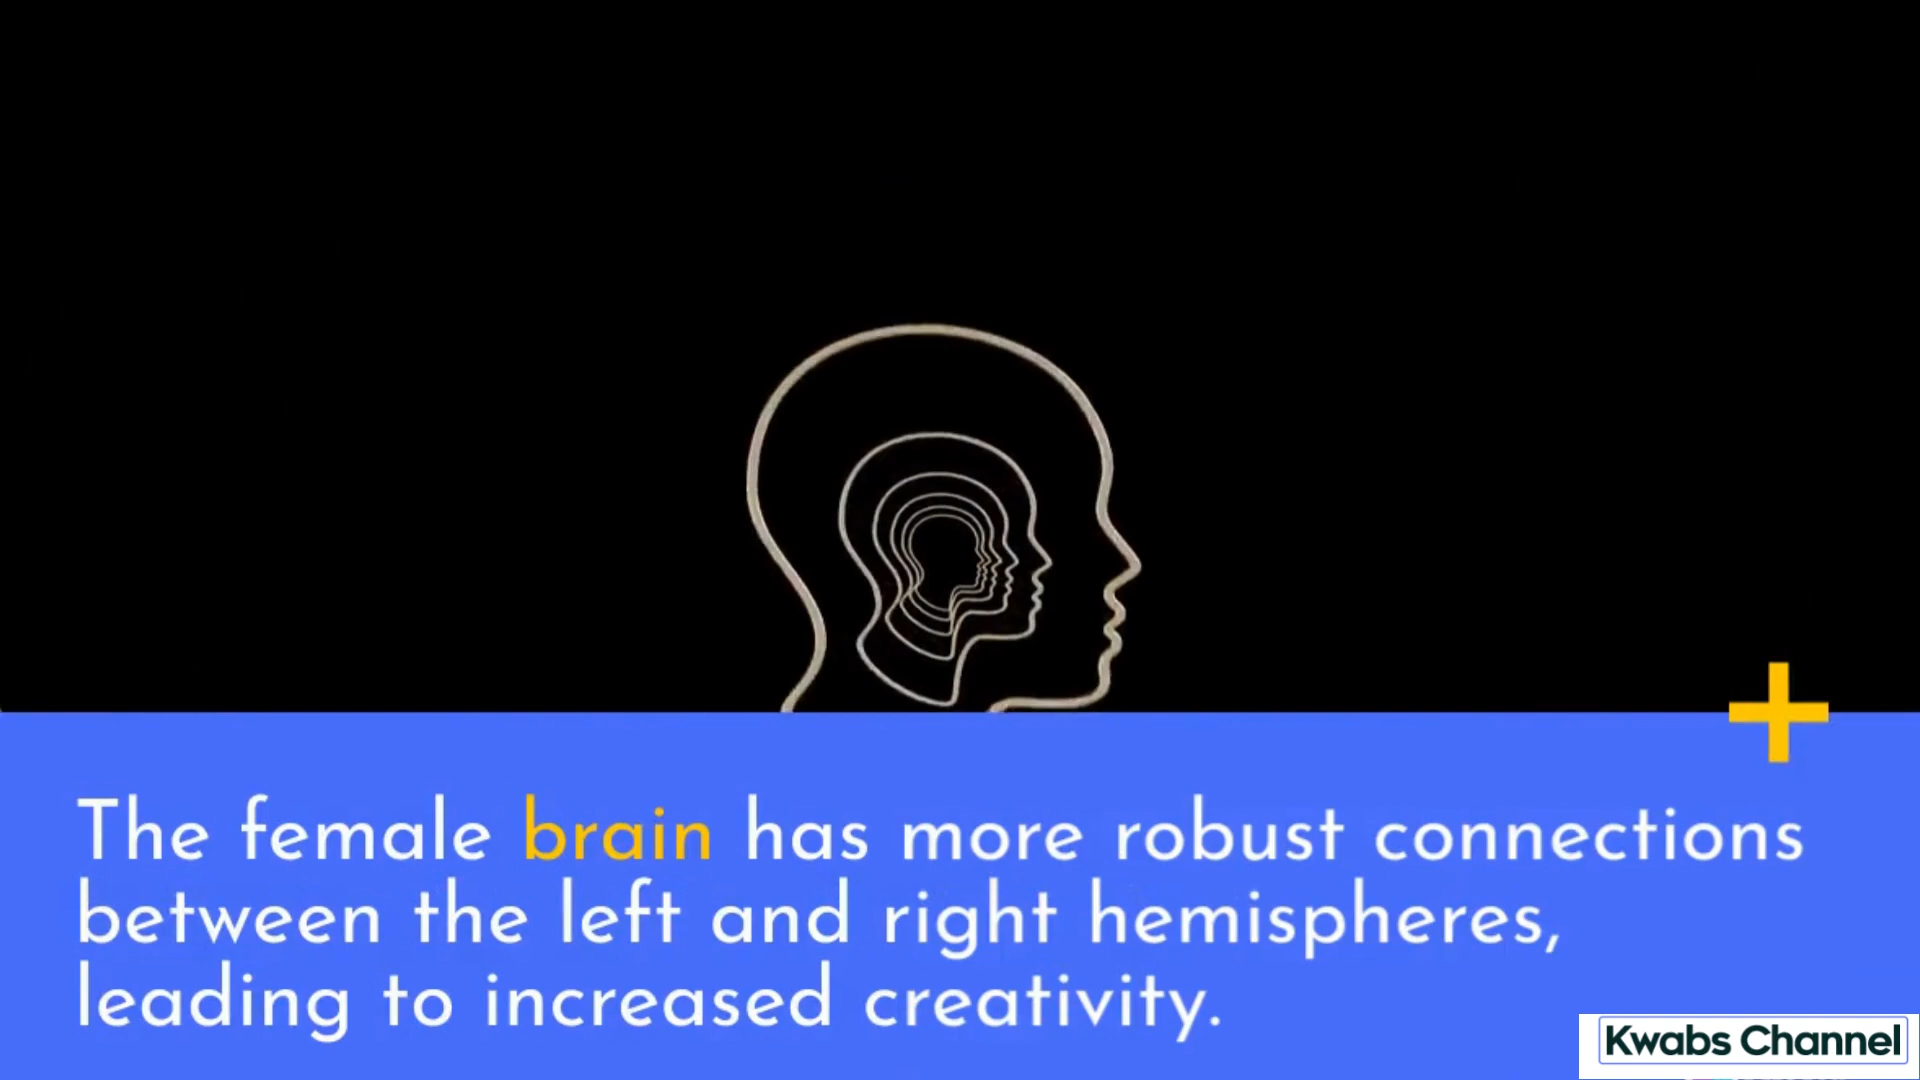 The female brain has more robust connections
between the left and right hemispheres,
leading to increased creativity.
Kwabs Channel